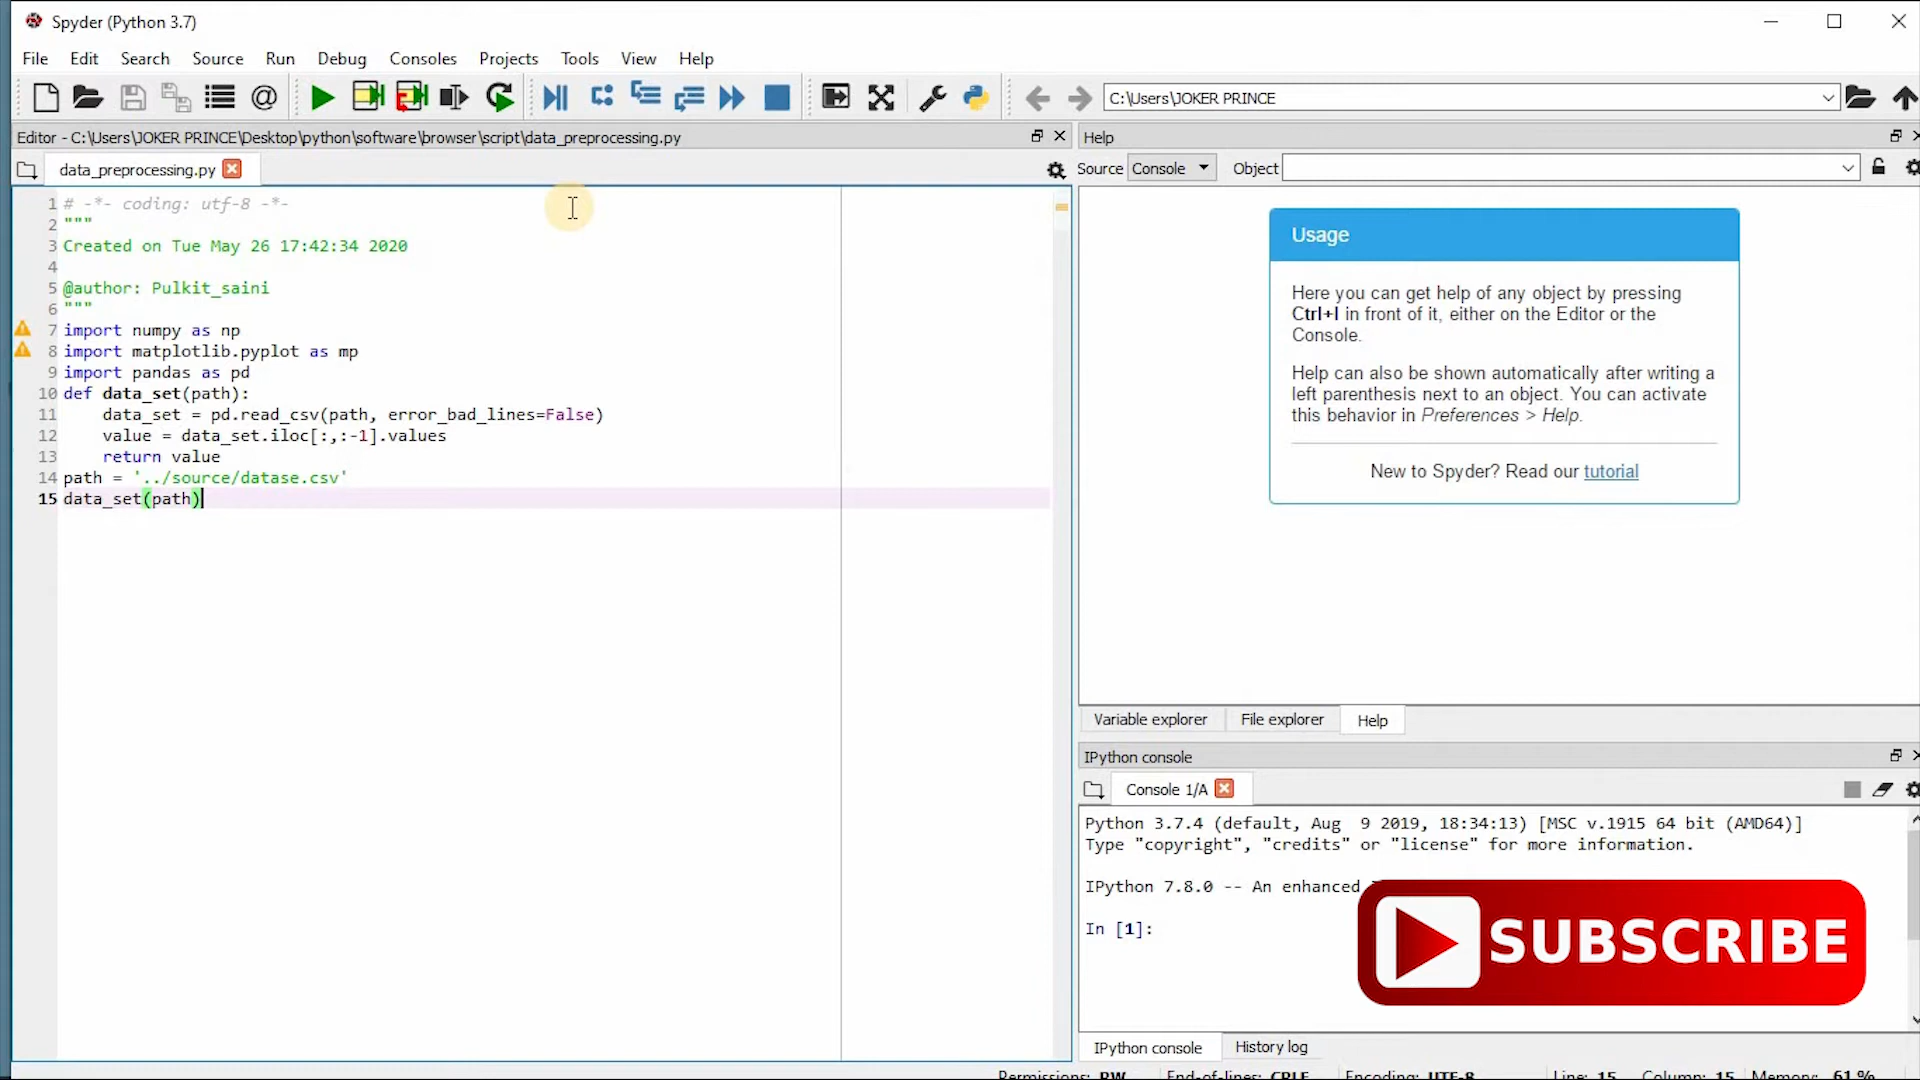 Spyder (Python 3.7)
File Edit Search Source Run Debug Consoles Projects Tools View Help
C:\Users\JOKER PRINCE
Editor - C:\Users\JOKER PRINCE\Desktop\python\software\browser\script\data_preprocessing.py
data_preprocessing.py
1 # -*- coding: utf-8 -*-
2 """
3 Created on Tue May 26 17:42:34 2020
4
5 @author: Pulkit_saini
6 """
7 import numpy as np
8 import matplotlib.pyplot as mp
9 import pandas as pd
10 def data_set(path):
11     data_set = pd.read_csv(path, error_bad_lines=False)
12     value = data_set.iloc[:,:-1].values
13     return value
14 path = '../source/datase.csv'
15 data_set(path)
Help
Source Console Object
Usage
Here you can get help of any object by pressing
Ctrl+I in front of it, either on the Editor or the
Console.
Help can also be shown automatically after writing a
left parenthesis next to an object. You can activate
this behavior in Preferences > Help.
New to Spyder? Read our tutorial
Variable explorer File explorer Help
IPython console
Console 1/A
Python 3.7.4 (default, Aug  9 2019, 18:34:13) [MSC v.1915 64 bit (AMD64)]
Type "copyright", "credits" or "license" for more information.
IPython 7.8.0 -- An enhanced
In [1]:
SUBSCRIBE
IPython console History log
Permissions: RW End-of-lines: CRLF Encoding: UTF-8 Line: 15 Column: 15 Memory: 61 %